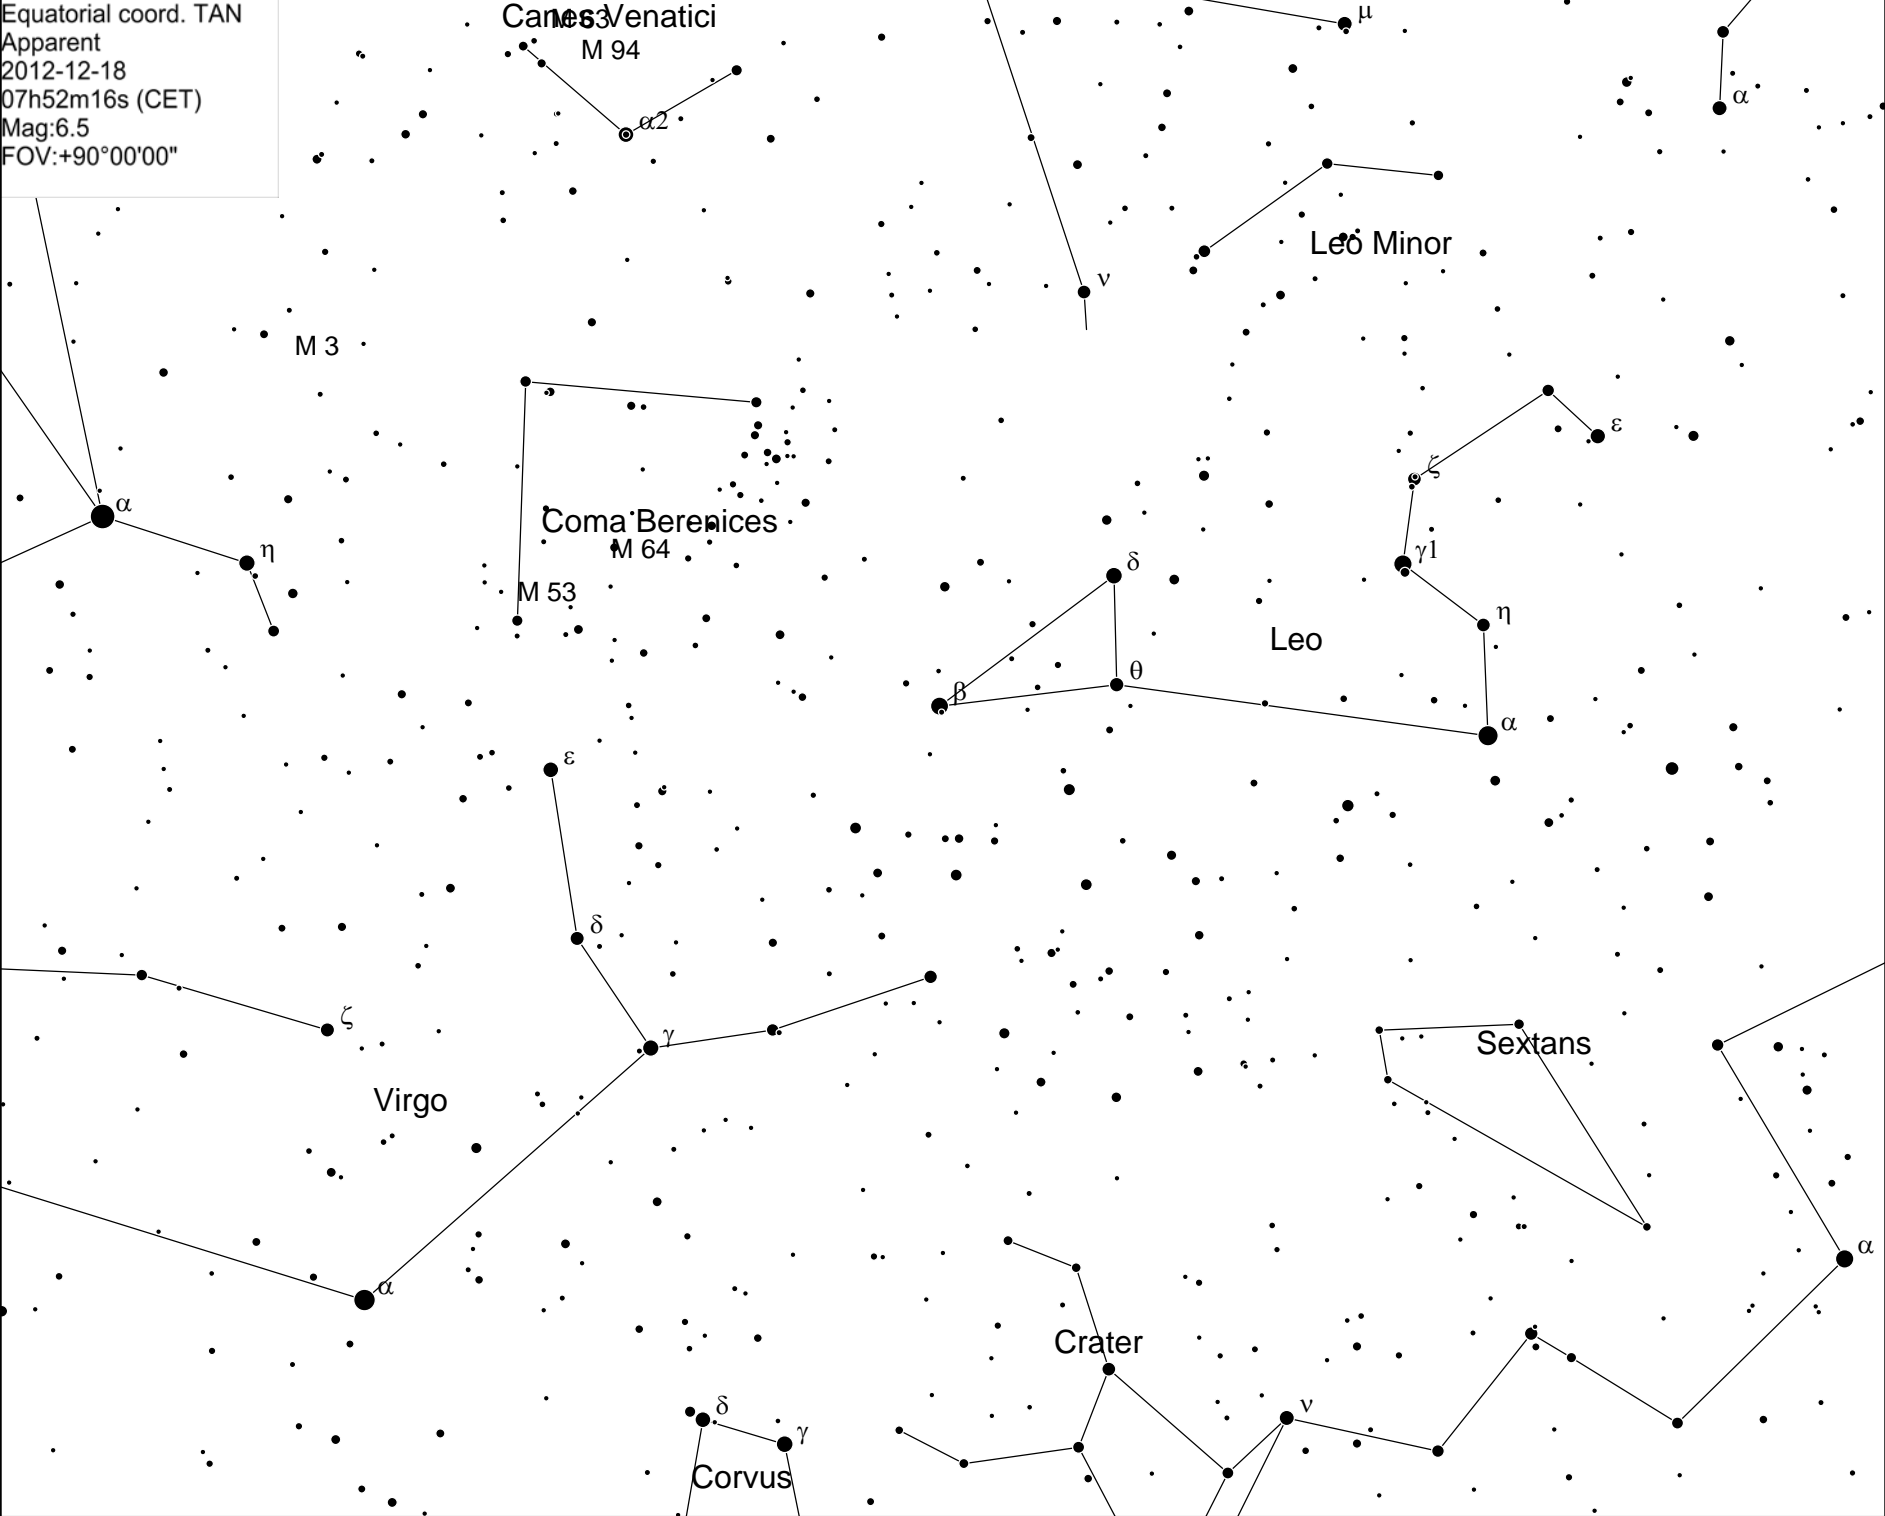 Equatorial coord. TAN
Apparent
2012-12-18
07h52m16s (CET)
Mag:6.5
FOV:+90°00'00"
Canes Venatici
M 63
M 94
α2
μ
α
Leo Minor
ν
M 3
ε
ζ
α
η
Coma Berenices
M 64
M 53
γ1
δ
η
Leo
θ
β
α
ε
δ
ζ
γ
Sextans
Virgo
α
α
Crater
δ
γ
ν
Corvus